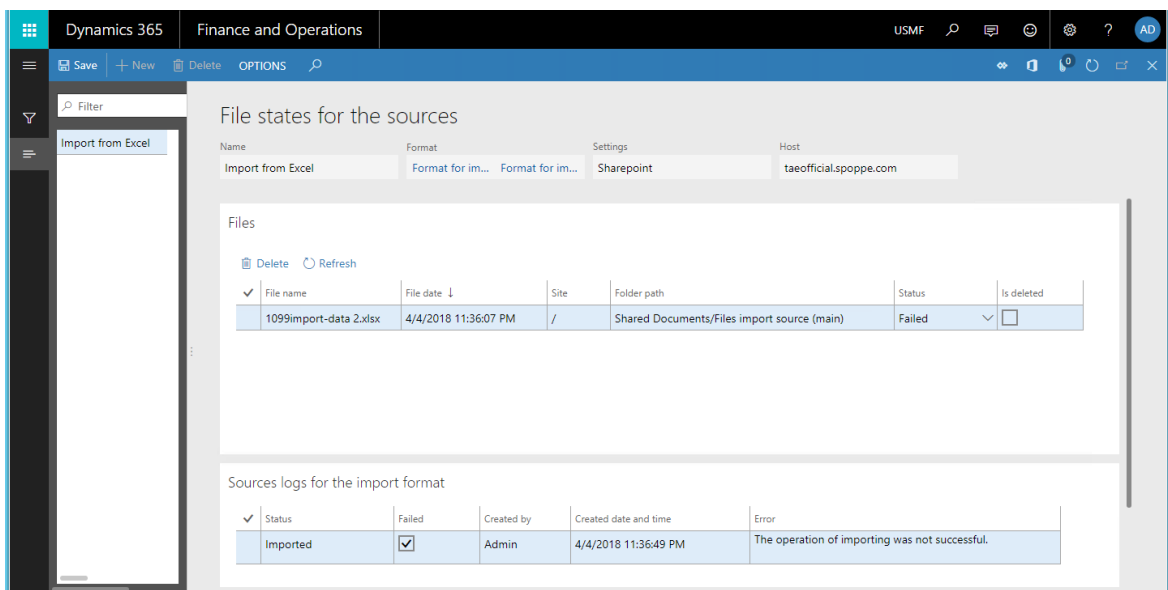 Dynamics 365 Finance and Operations USMF ? AD
Save New Delete OPTIONS 0
Filter
Import from Excel
File states for the sources
Name Format Settings Host
Import from Excel Format for im... Format for im... Sharepoint taeofficial.spoppe.com
Files
Delete Refresh
File name File date ↓ Site Folder path Status Is deleted
1099import-data 2.xlsx 4/4/2018 11:36:07 PM / Shared Documents/Files import source (main) Failed
Sources logs for the import format
Status Failed Created by Created date and time Error
Imported Admin 4/4/2018 11:36:49 PM The operation of importing was not successful.